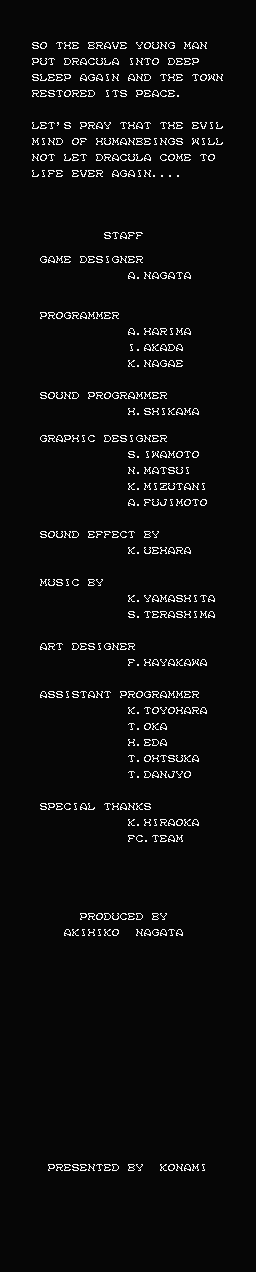 SO THE BRAVE YOUNG MAN
PUT DRACULA INTO DEEP
SLEEP AGAIN AND THE TOWN
RESTORED ITS PEACE.
LET'S PRAY THAT THE EVIL
MIND OF HUMANBEINGS WILL
NOT LET DRACULA COME TO
LIFE EVER AGAIN....
STAFF
GAME DESIGNER
A.NAGATA
PROGRAMMER
A.HARIMA
I.AKADA
K.NAGAE
SOUND PROGRAMMER
H.SHIKAMA
GRAPHIC DESIGNER
S.IWAMOTO
N.MATSUI
K.MIZUTANI
A.FUJIMOTO
SOUND EFFECT BY
K.UEHARA
MUSIC BY
K.YAMASHITA
S.TERASHIMA
ART DESIGNER
F.HAYAKAWA
ASSISTANT PROGRAMMER
K.TOYOHARA
T.OKA
H.EDA
T.OHTSUKA
T.DANJYO
SPECIAL THANKS
K.HIRAOKA
FC.TEAM
PRODUCED BY
AKIHIKO NAGATA
PRESENTED BY KONAMI